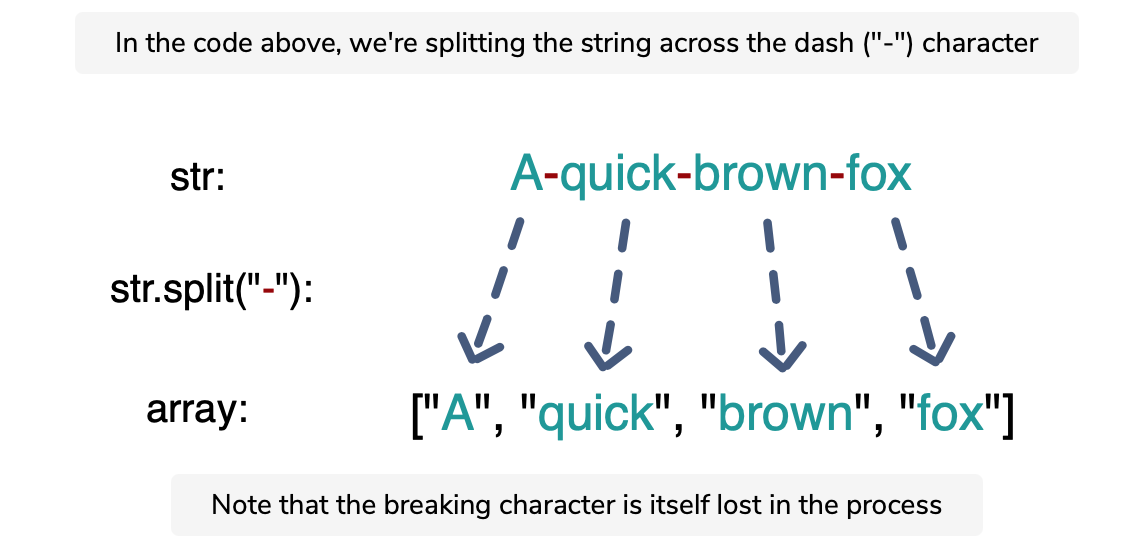 In the code above, we're splitting the string across the dash ("-") character
str:
A-quick-brown-fox
str.split("-"):
array:
["A", "quick", "brown", "fox"]
Note that the breaking character is itself lost in the process